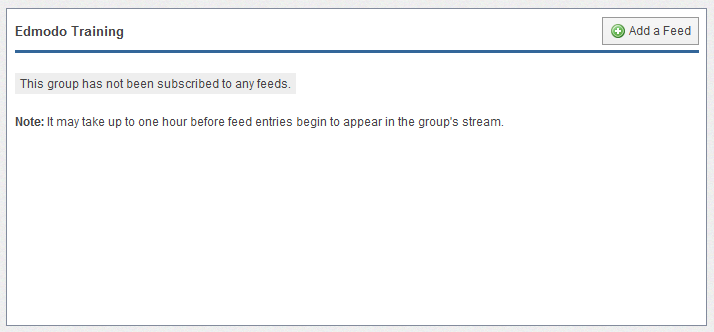 Edmodo Training
Add a Feed
This group has not been subscribed to any feeds.
Note: It may take up to one hour before feed entries begin to appear in the group's stream.